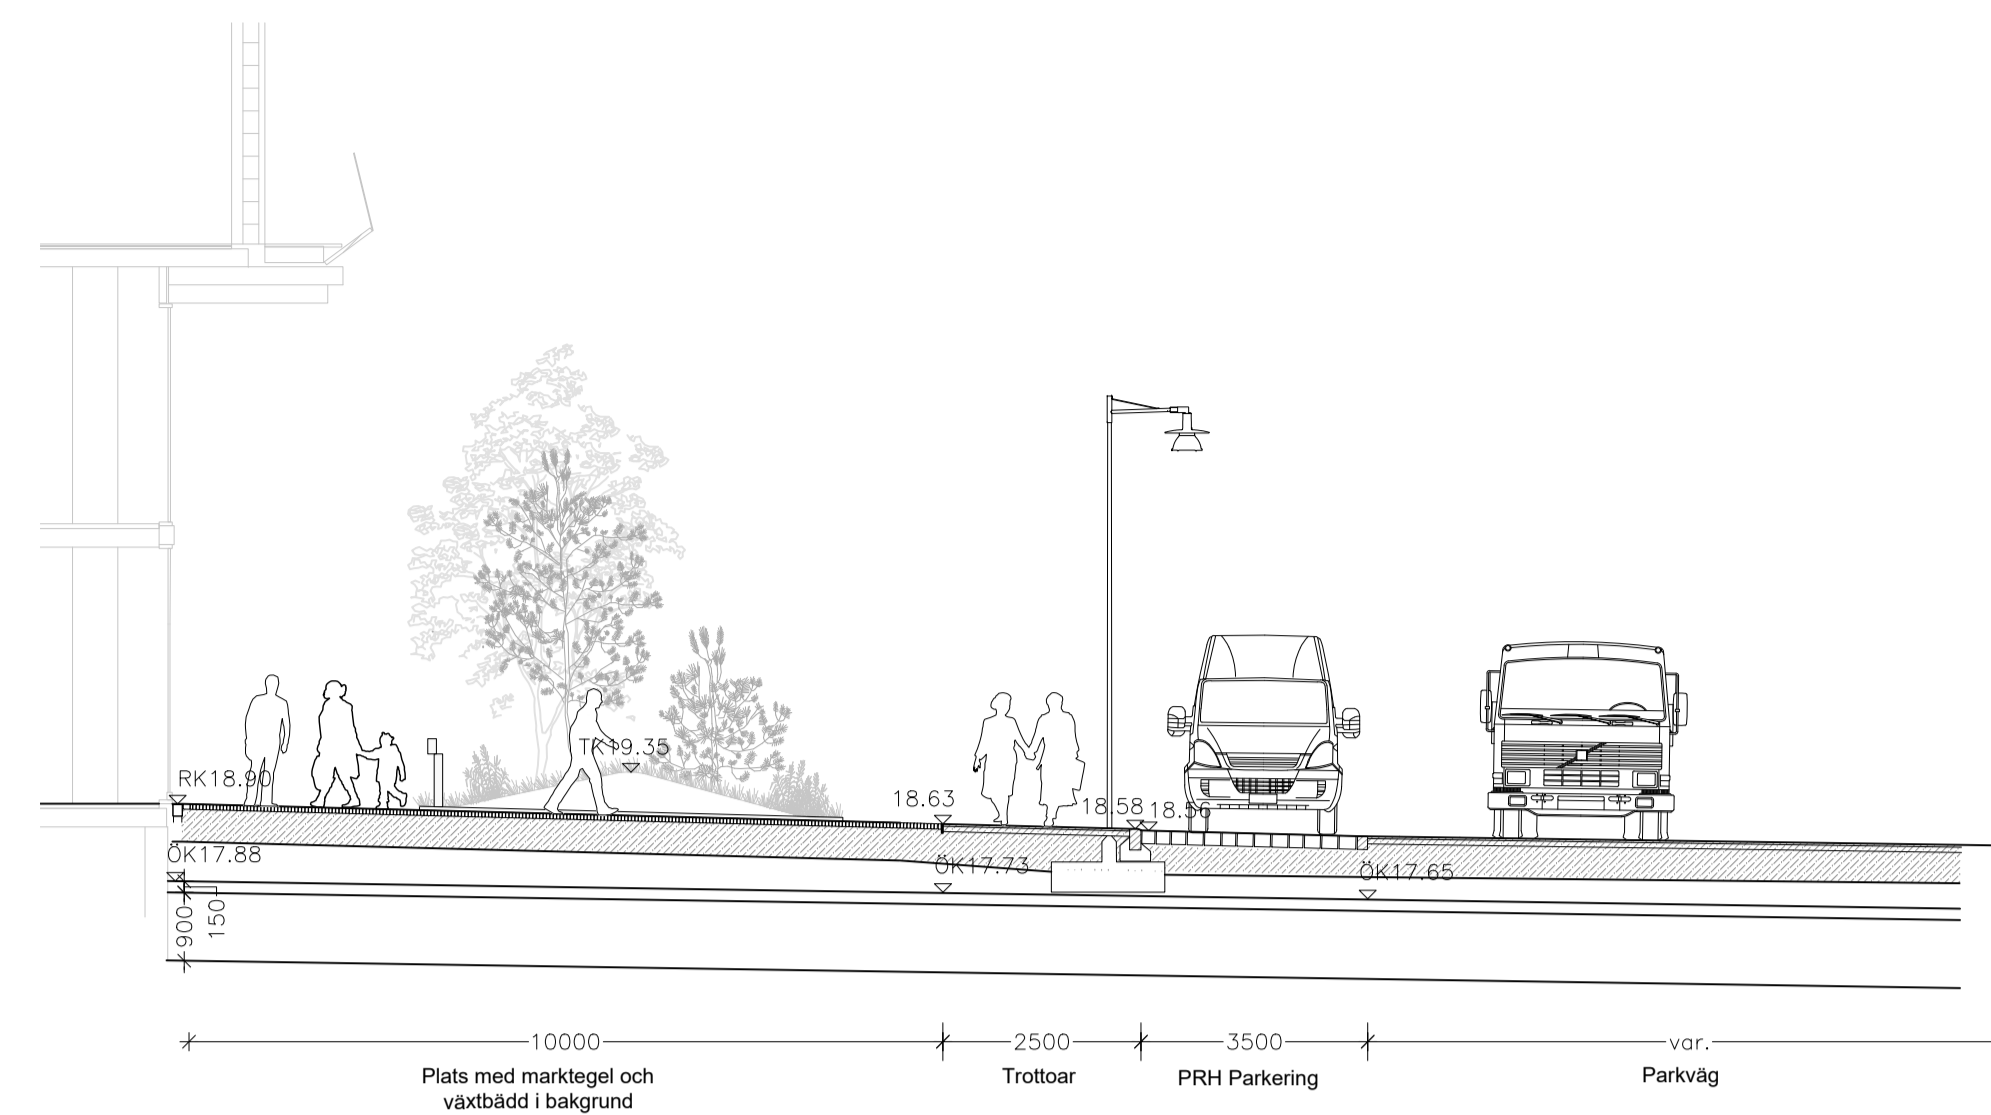 TK19.35
RK18.90
18.63
18.58
18.56
ÖK17.88
ÖK17.73
ÖK17.65
900
150
10000
2500
3500
var.
Plats med marktegel och
växtbädd i bakgrund
Trottoar
PRH Parkering
Parkväg